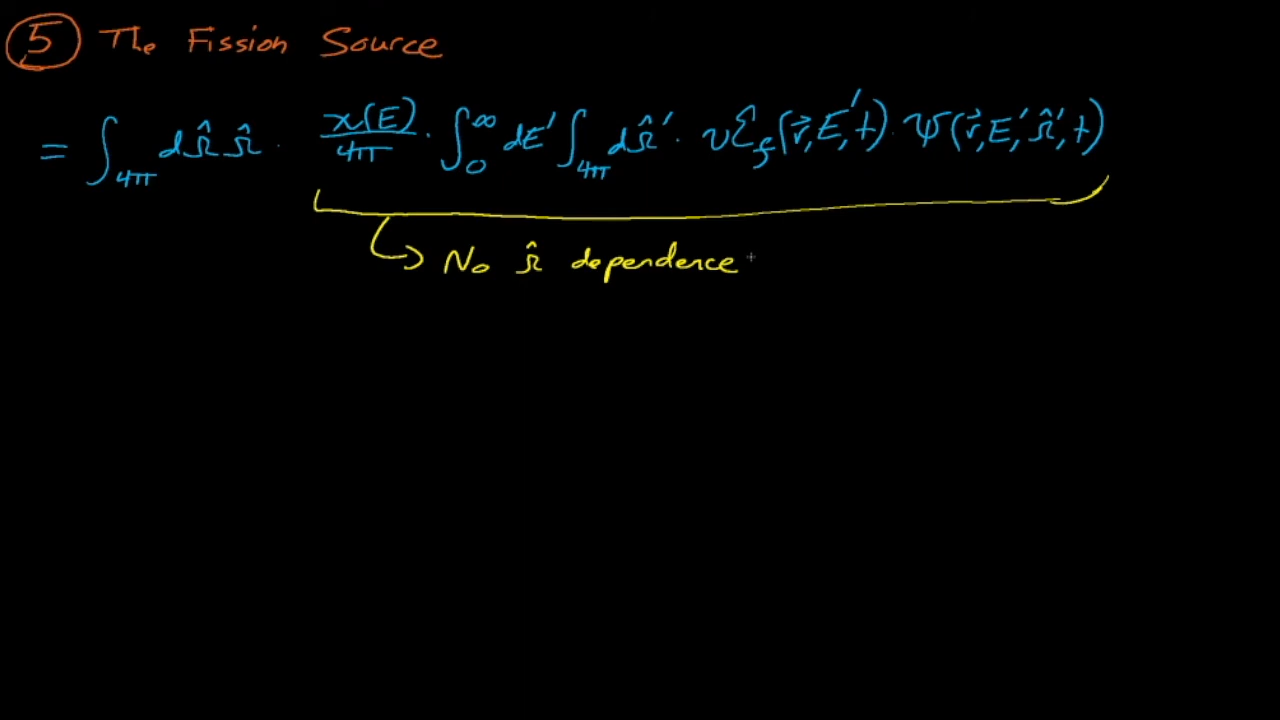 ⑤ The Fission Source
= ∫_{4π} dΩ̂ Ω̂ · χ(E)/4π · ∫_0^∞ dE' ∫_{4π} dΩ̂' · νΣ_f(r⃗, E', t) · Ψ(r⃗, E', Ω̂', t)
↳ No Ω̂ dependence